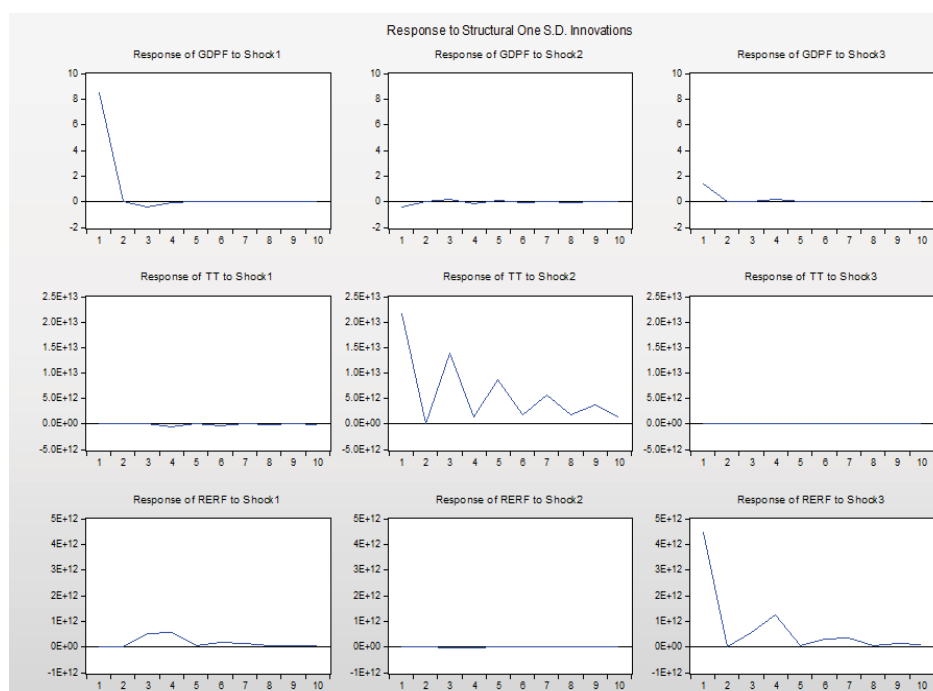 Response to Structural One S.D. Innovations
Response of GDPF to Shock1
10
8
6
4
2
0
-2
1 2 3 4 5 6 7 8 9 10
Response of GDPF to Shock2
10
8
6
4
2
0
-2
1 2 3 4 5 6 7 8 9 10
Response of GDPF to Shock3
10
8
6
4
2
0
-2
1 2 3 4 5 6 7 8 9 10
Response of TT to Shock1
2.5E+13
2.0E+13
1.5E+13
1.0E+13
5.0E+12
0.0E+00
-5.0E+12
1 2 3 4 5 6 7 8 9 10
Response of TT to Shock2
2.5E+13
2.0E+13
1.5E+13
1.0E+13
5.0E+12
0.0E+00
-5.0E+12
1 2 3 4 5 6 7 8 9 10
Response of TT to Shock3
2.5E+13
2.0E+13
1.5E+13
1.0E+13
5.0E+12
0.0E+00
-5.0E+12
1 2 3 4 5 6 7 8 9 10
Response of RERF to Shock1
5E+12
4E+12
3E+12
2E+12
1E+12
0E+00
-1E+12
1 2 3 4 5 6 7 8 9 10
Response of RERF to Shock2
5E+12
4E+12
3E+12
2E+12
1E+12
0E+00
-1E+12
1 2 3 4 5 6 7 8 9 10
Response of RERF to Shock3
5E+12
4E+12
3E+12
2E+12
1E+12
0E+00
-1E+12
1 2 3 4 5 6 7 8 9 10